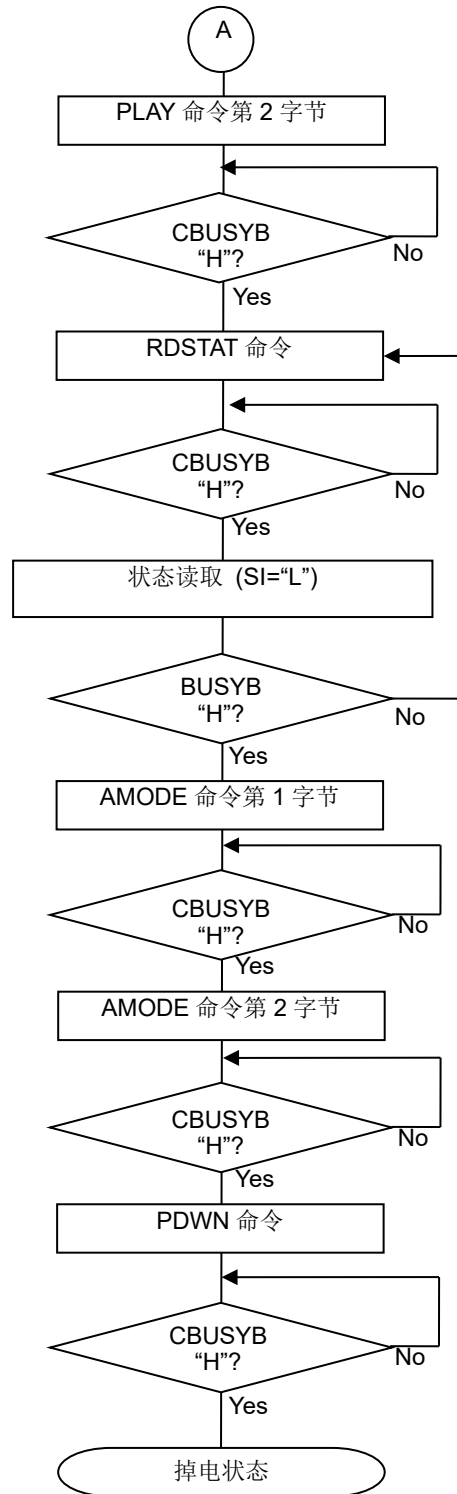 A
PLAY 命令第 2 字节
CBUSYB
“H”?
No
Yes
RDSTAT 命令
CBUSYB
“H”?
No
Yes
状态读取 (SI=“L”)
BUSYB
“H”?
No
Yes
AMODE 命令第 1 字节
CBUSYB
“H”?
No
Yes
AMODE 命令第 2 字节
CBUSYB
“H”?
No
Yes
PDWN 命令
CBUSYB
“H”?
No
Yes
掉电状态